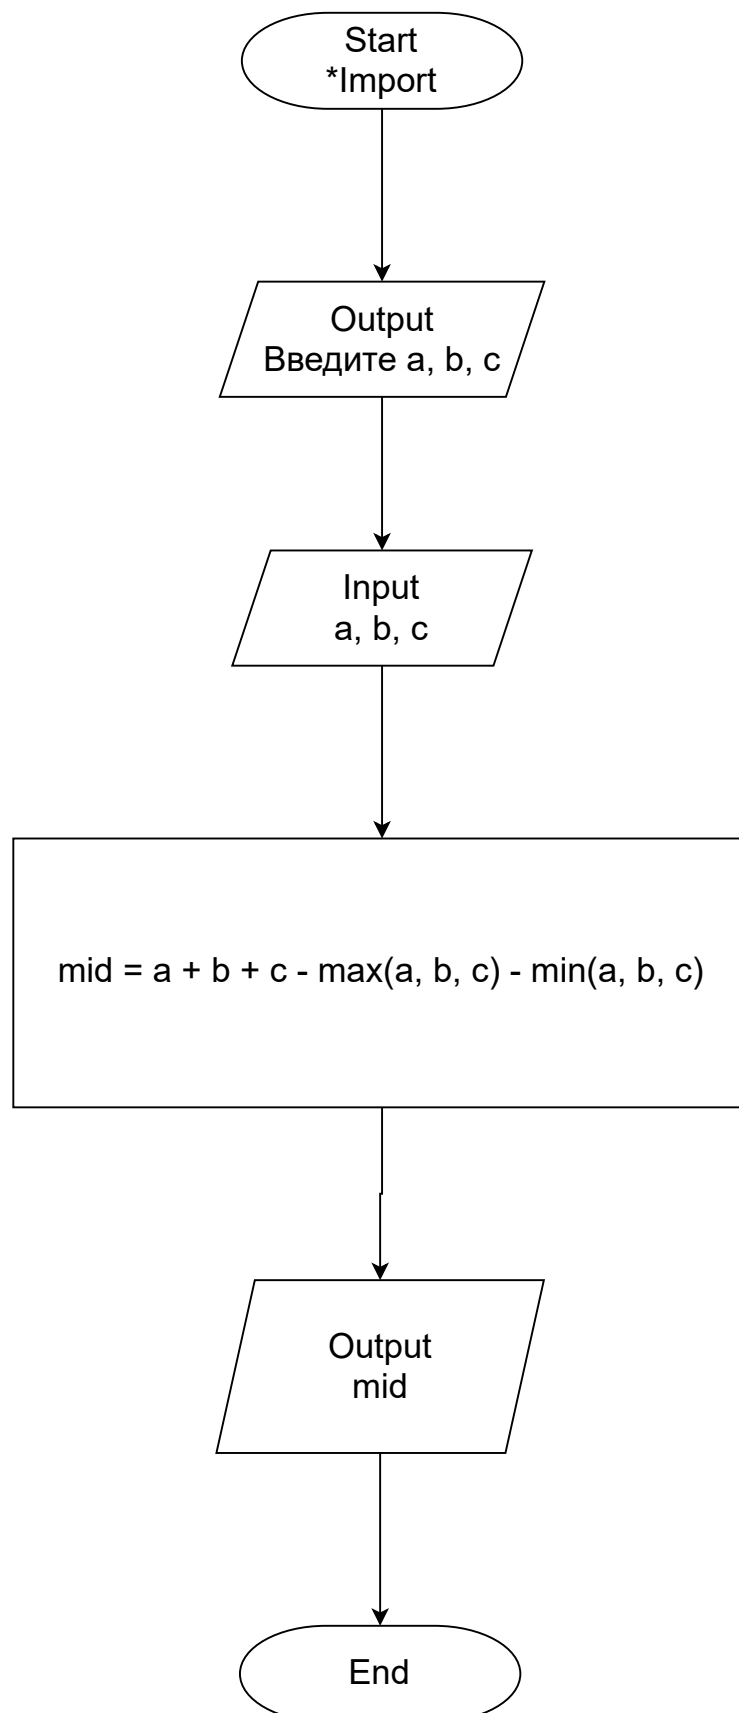 Start
*Import
Output
Введите a, b, c
Input
a, b, c
mid = a + b + c - max(a, b, c) - min(a, b, c)
Output
mid
End